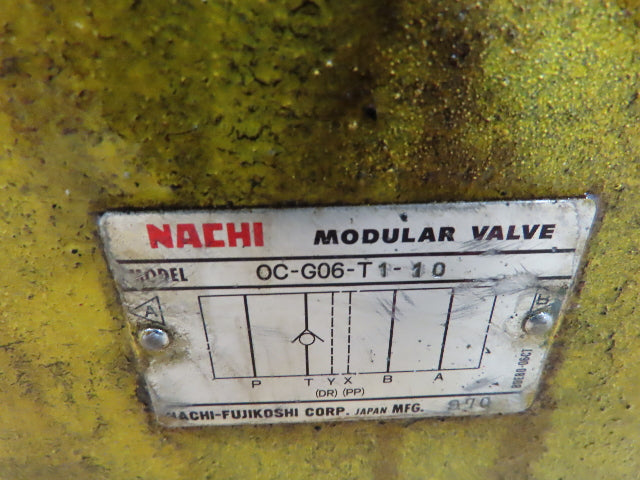 NACHI MODULAR VALVE
MODEL OC-G06-T1-10
A B
P T Y X B A
(DR) (PP)
NACHI-FUJIKOSHI CORP. JAPAN MFG.